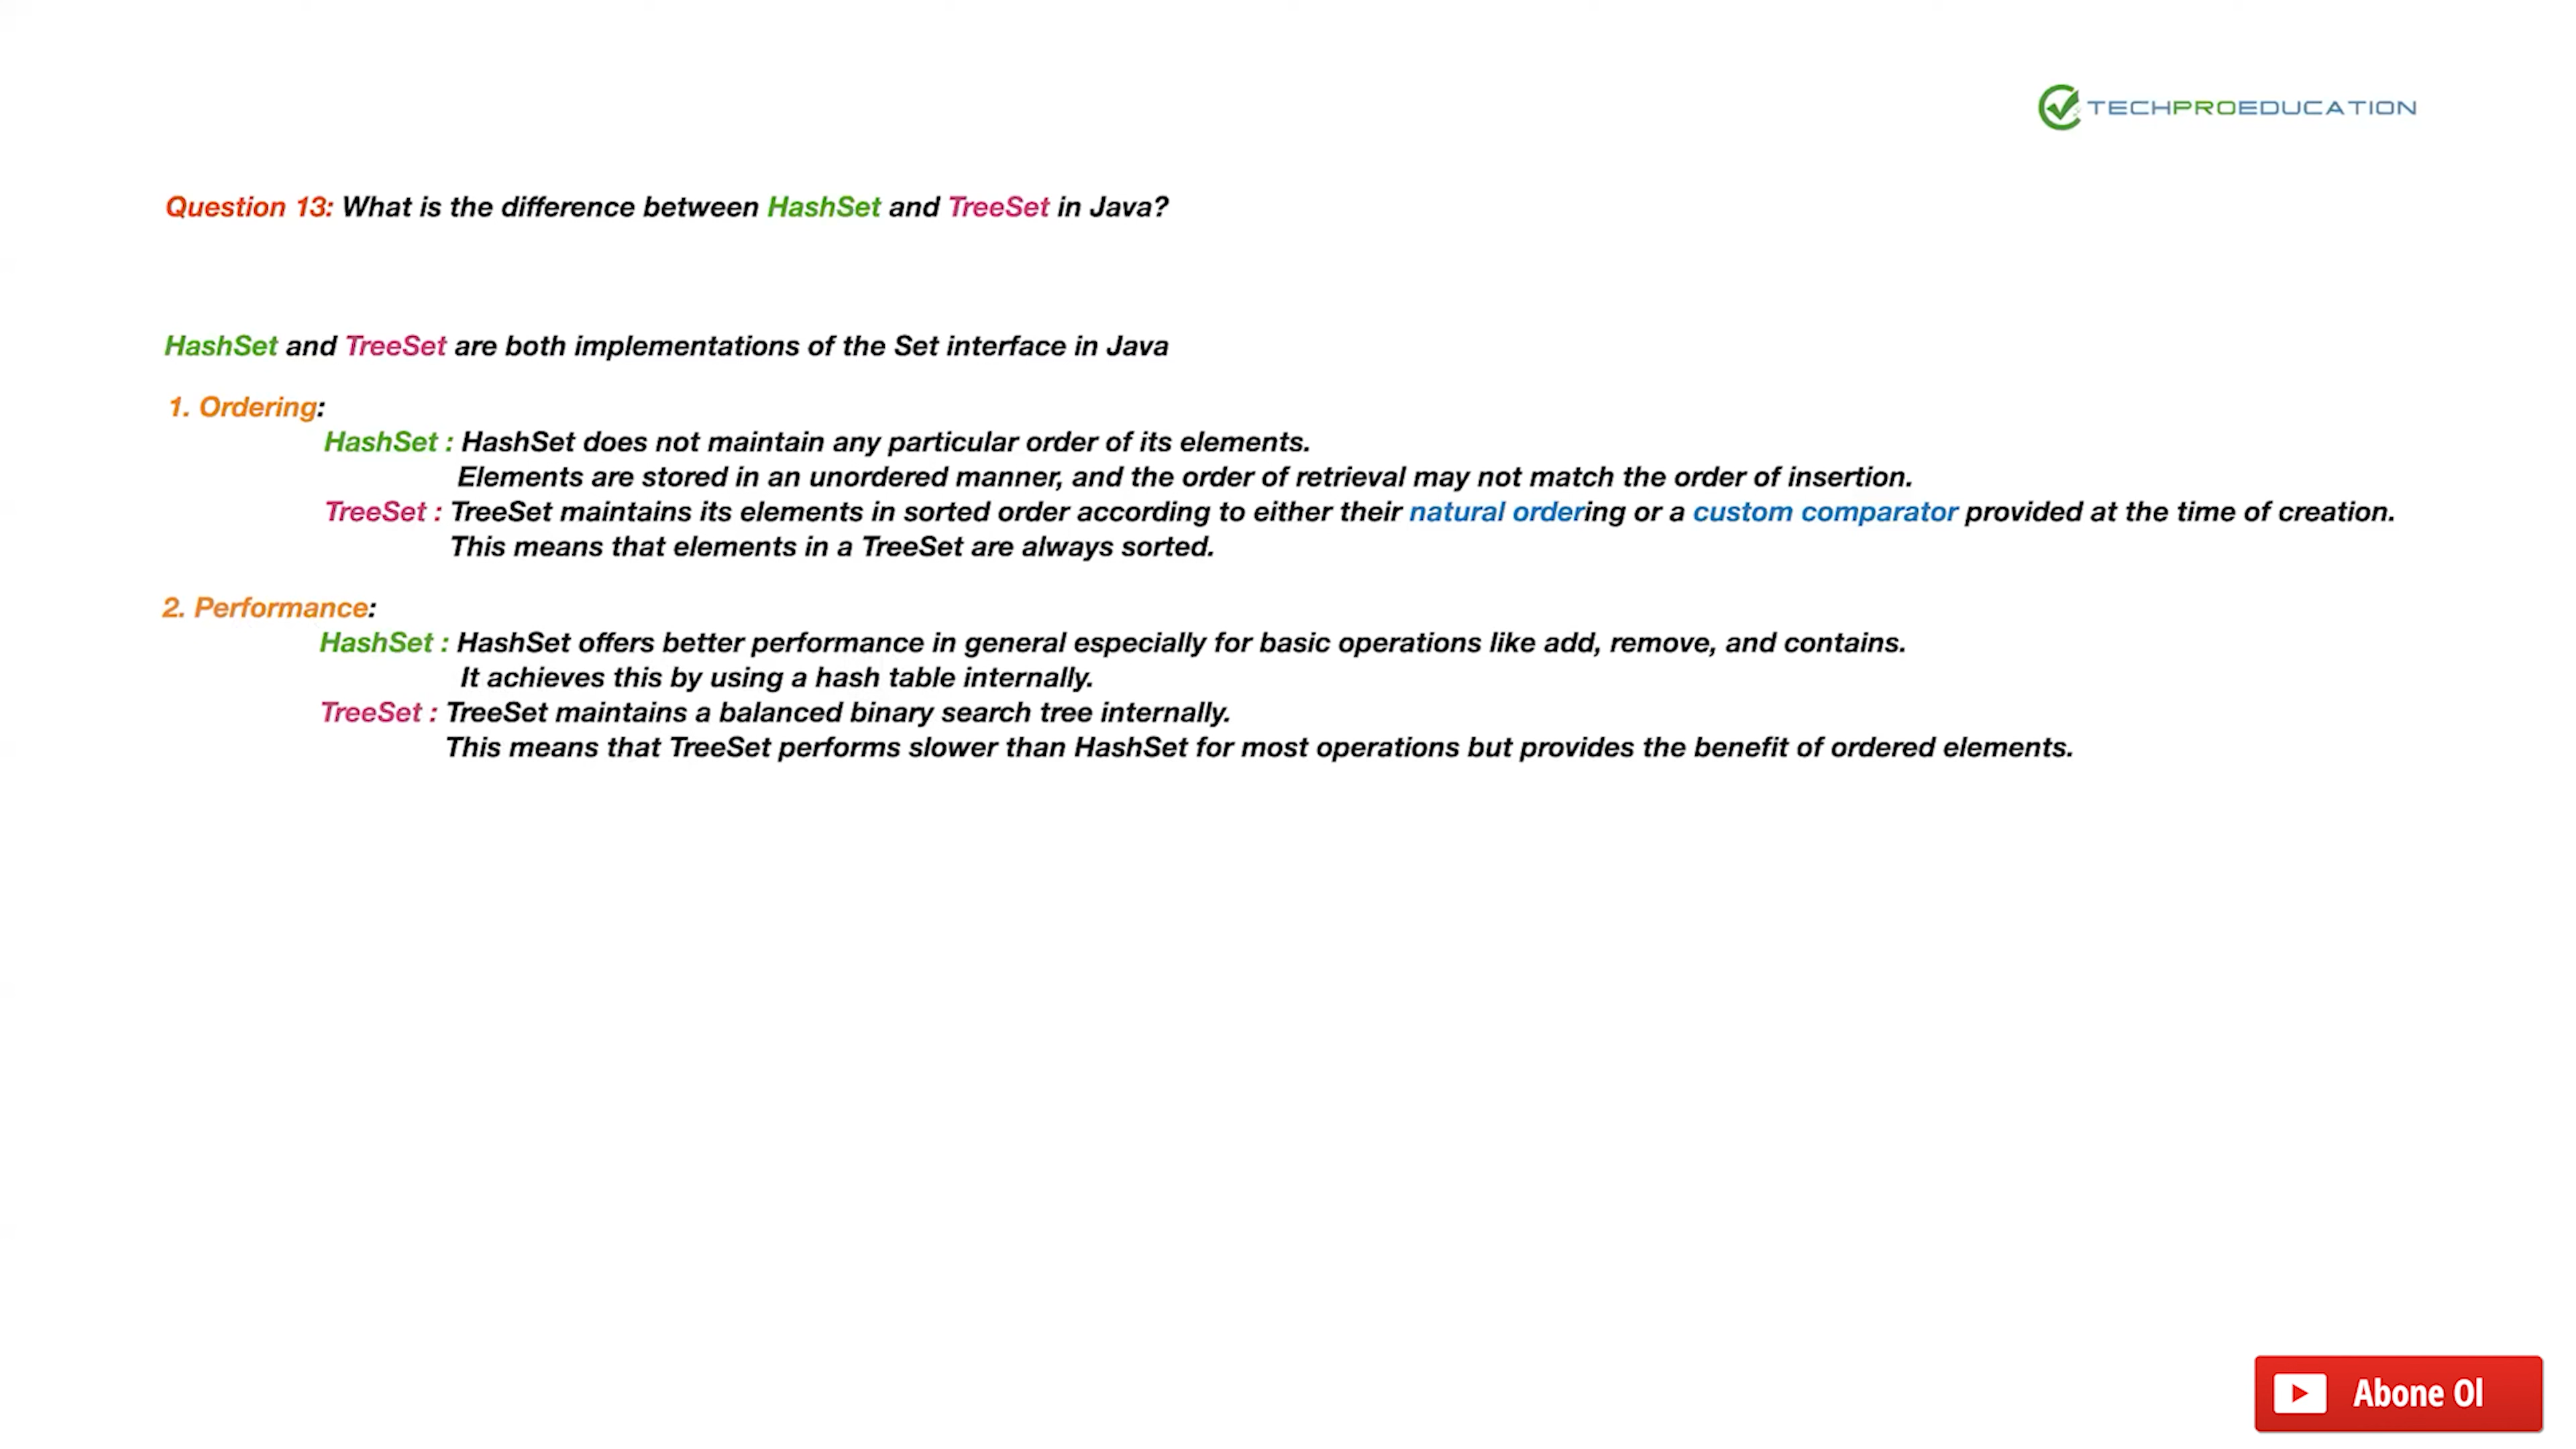 TECHPROEDUCATION
Question 13: What is the difference between HashSet and TreeSet in Java?
HashSet and TreeSet are both implementations of the Set interface in Java
1. Ordering:
HashSet : HashSet does not maintain any particular order of its elements.
Elements are stored in an unordered manner, and the order of retrieval may not match the order of insertion.
TreeSet : TreeSet maintains its elements in sorted order according to either their natural ordering or a custom comparator provided at the time of creation.
This means that elements in a TreeSet are always sorted.
2. Performance:
HashSet : HashSet offers better performance in general especially for basic operations like add, remove, and contains.
It achieves this by using a hash table internally.
TreeSet : TreeSet maintains a balanced binary search tree internally.
This means that TreeSet performs slower than HashSet for most operations but provides the benefit of ordered elements.
Abone Ol